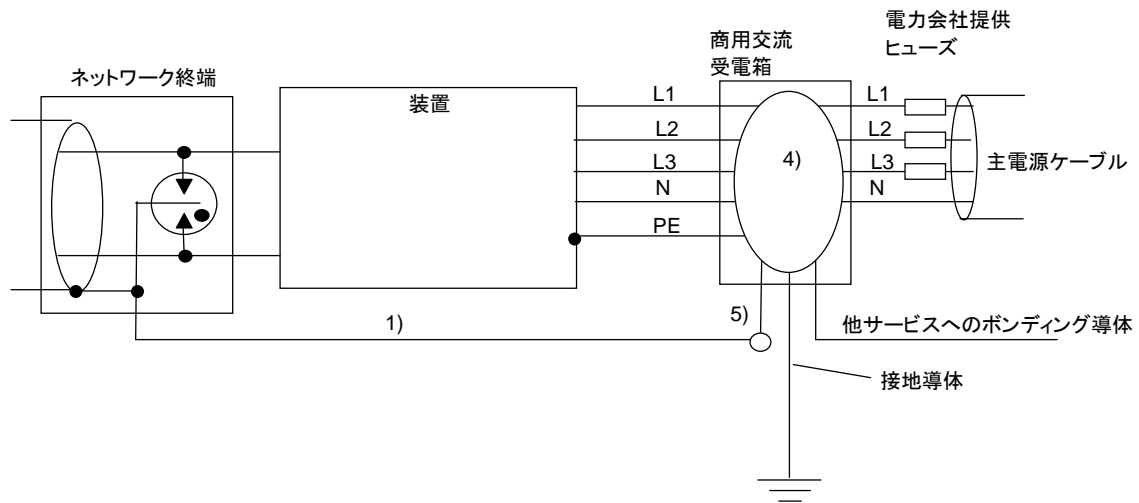 電力会社提供
ヒューズ
商用交流
受電箱
ネットワーク終端
装置
L1
L1
L2
L2
L3
4)
L3
主電源ケーブル
N
N
PE
1)
5)
他サービスへのボンディング導体
接地導体